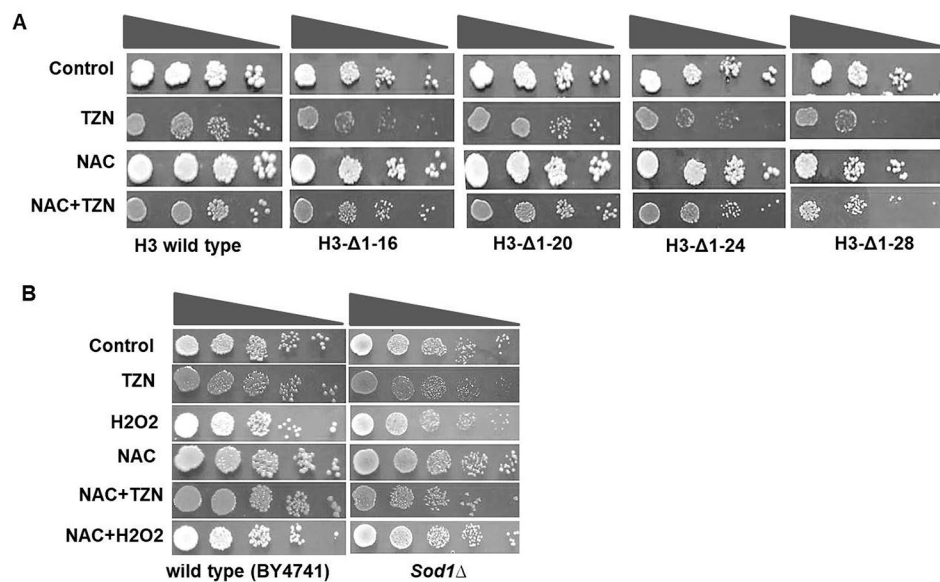 A
Control
TZN
NAC
NAC+TZN
H3 wild type H3-Δ1-16 H3-Δ1-20 H3-Δ1-24 H3-Δ1-28
B
Control
TZN
H2O2
NAC
NAC+TZN
NAC+H2O2
wild type (BY4741) Sod1Δ